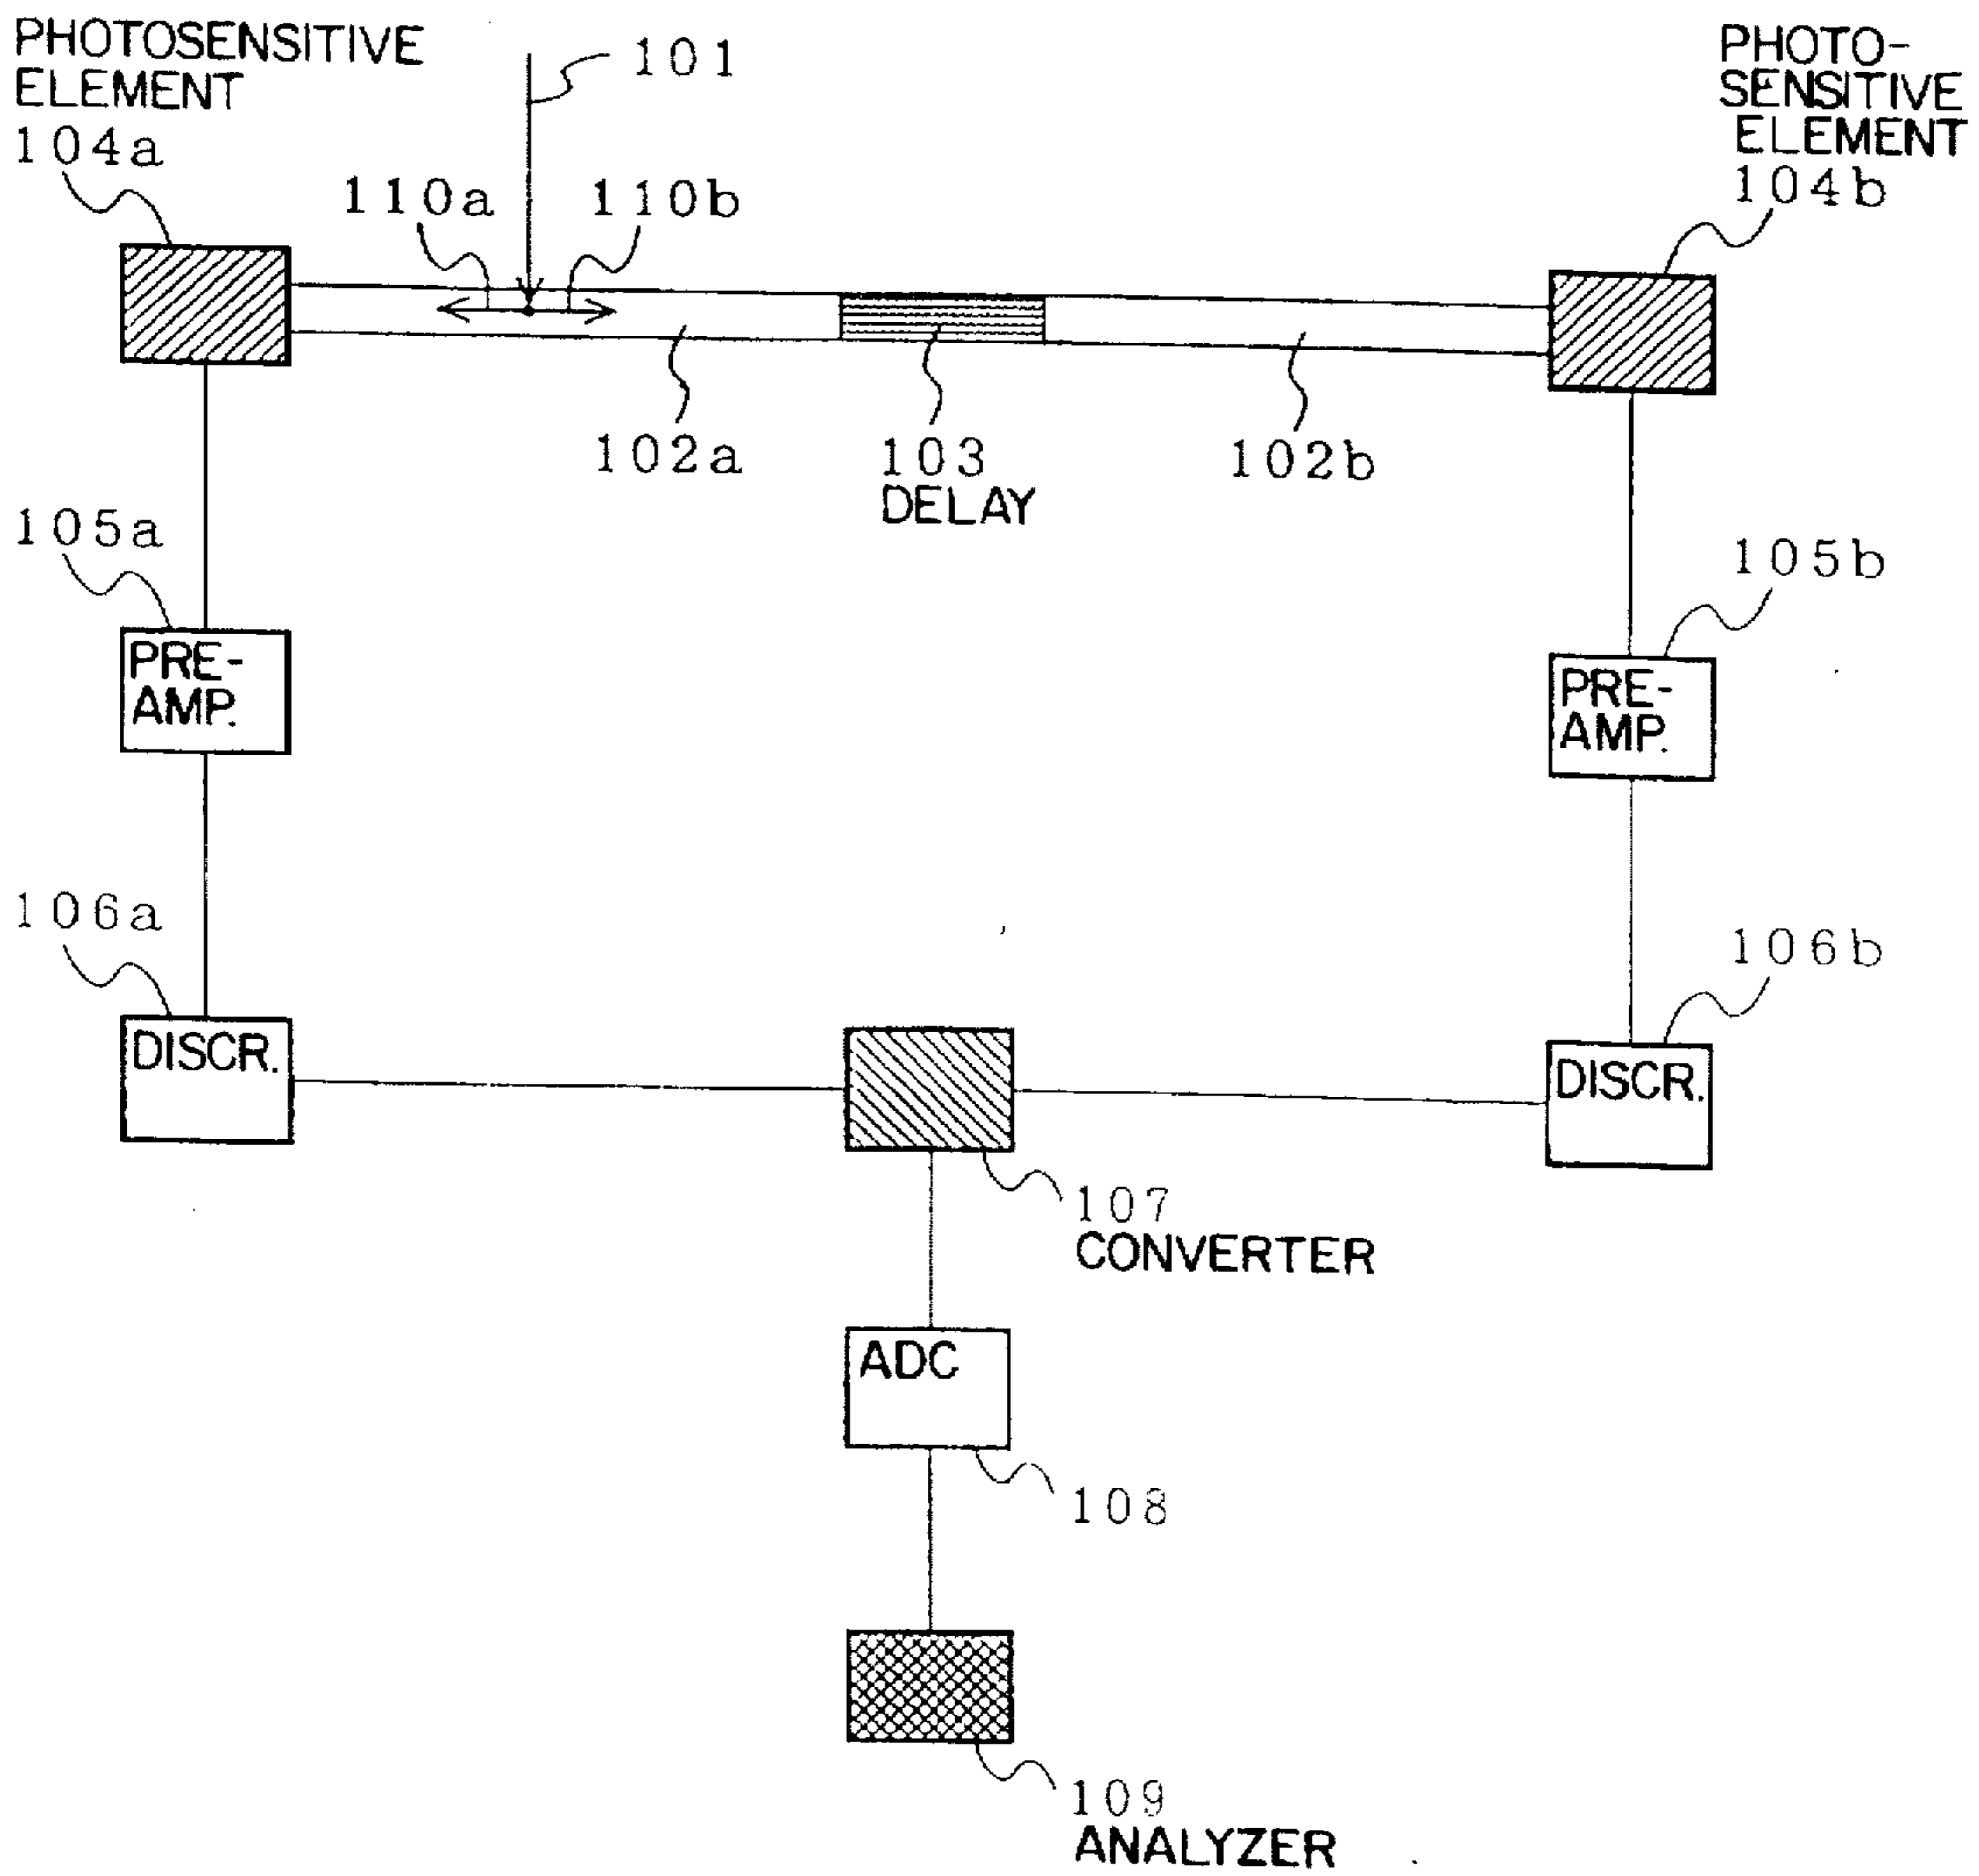 PHOTOSENSITIVE
ELEMENT
104a
101
PHOTO-
SENSITIVE
ELEMENT
104b
110a
110b
102a
103
DELAY
102b
105a
PRE-
AMP.
105b
PRE-
AMP.
106a
DISCR.
106b
DISCR.
107
CONVERTER
ADC
108
109
ANALYZER